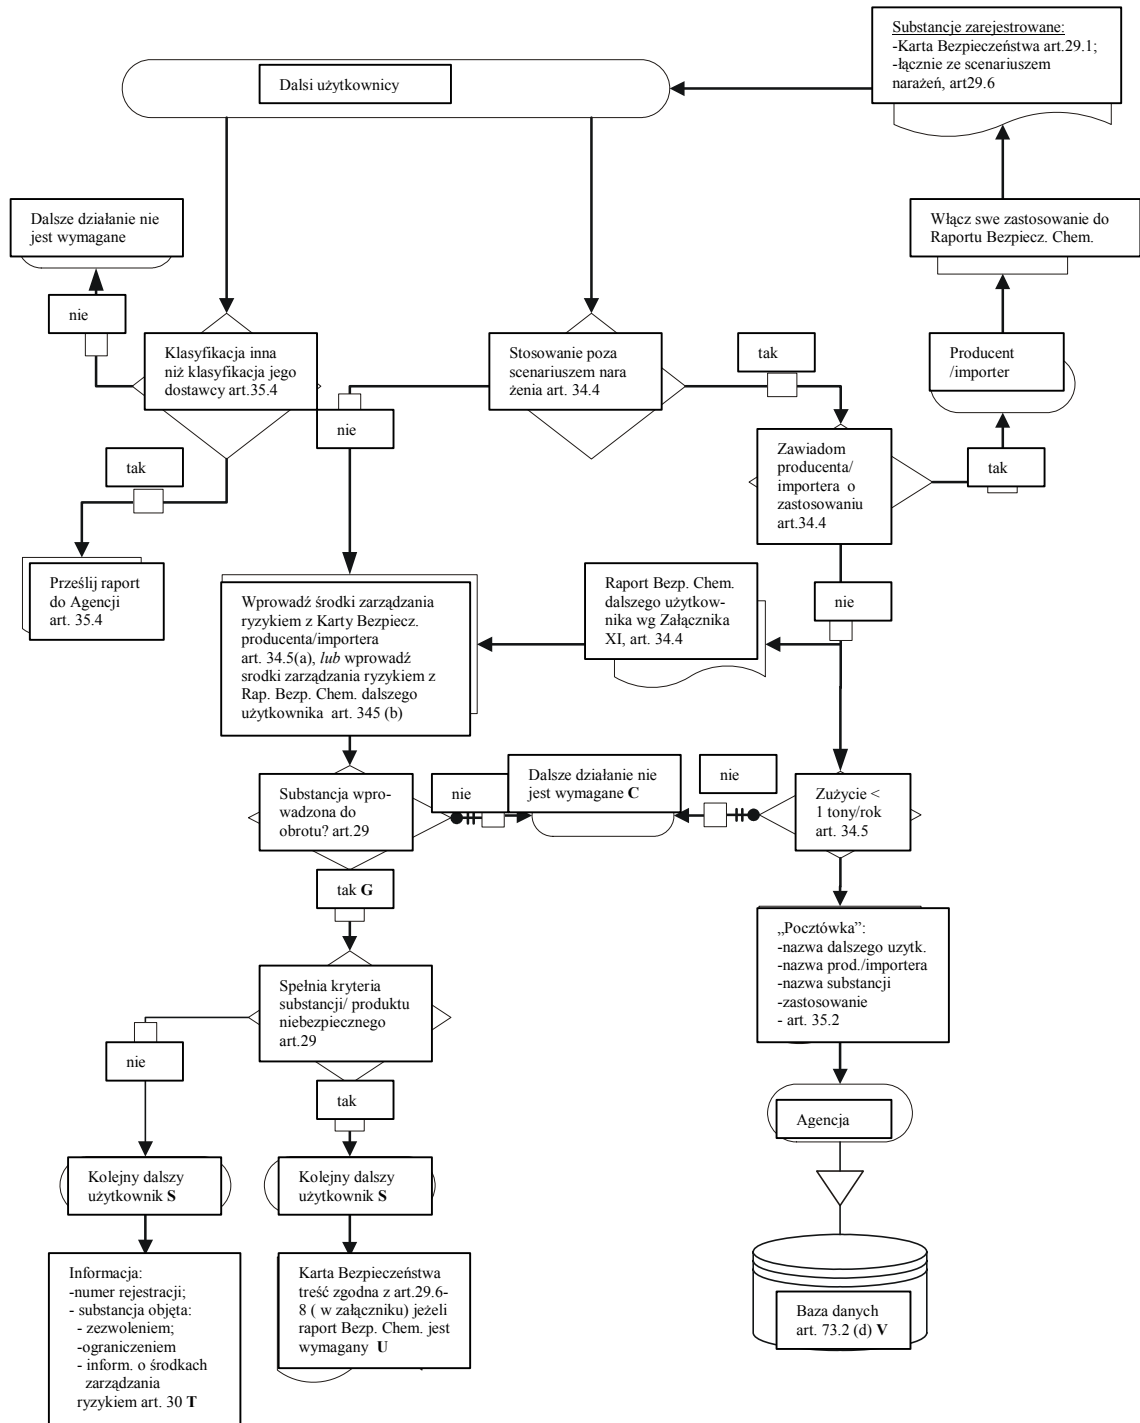 Substancje zarejestrowane:
-Karta Bezpieczeństwa art.29.1;
-łącznie ze scenariuszem
narażeń, art29.6
Dalsi użytkownicy
Dalsze działanie nie
jest wymagane
Włącz swe zastosowanie do
Raportu Bezpiecz. Chem.
nie
Klasyfikacja inna
niż klasyfikacja jego
dostawcy art.35.4
Stosowanie poza
scenariuszem nara
żenia art. 34.4
tak
Producent
/importer
nie
tak
Zawiadom
producenta/
importera o
zastosowaniu
art.34.4
tak
Prześlij raport
do Agencji
art. 35.4
Wprowadź środki zarządzania
ryzykiem z Karty Bezpiecz.
producenta/importera
art. 34.5(a), lub wprowadź
srodki zarządzania ryzykiem z
Rap. Bezp. Chem. dalszego
użytkownika art. 345 (b)
Raport Bezp. Chem.
dalszego użytkow-
nika wg Załącznika
XI, art. 34.4
nie
Substancja wpro-
wadzona do
obrotu? art.29
nie
Dalsze działanie nie
jest wymagane C
nie
Zużycie <
1 tony/rok
art. 34.5
tak G
„Pocztówka”:
-nazwa dalszego uzytk.
-nazwa prod./importera
-nazwa substancji
-zastosowanie
- art. 35.2
Spełnia kryteria
substancji/ produktu
niebezpiecznego
art.29
nie
tak
Agencja
Kolejny dalszy
użytkownik S
Kolejny dalszy
użytkownik S
Informacja:
-numer rejestracji;
- substancja objęta:
- zezwoleniem;
-ograniczeniem
- inform. o środkach
zarządzania
ryzykiem art. 30 T
Karta Bezpieczeństwa
treść zgodna z art.29.6-
8 ( w załączniku) jeżeli
raport Bezp. Chem. jest
wymagany U
Baza danych
art. 73.2 (d) V